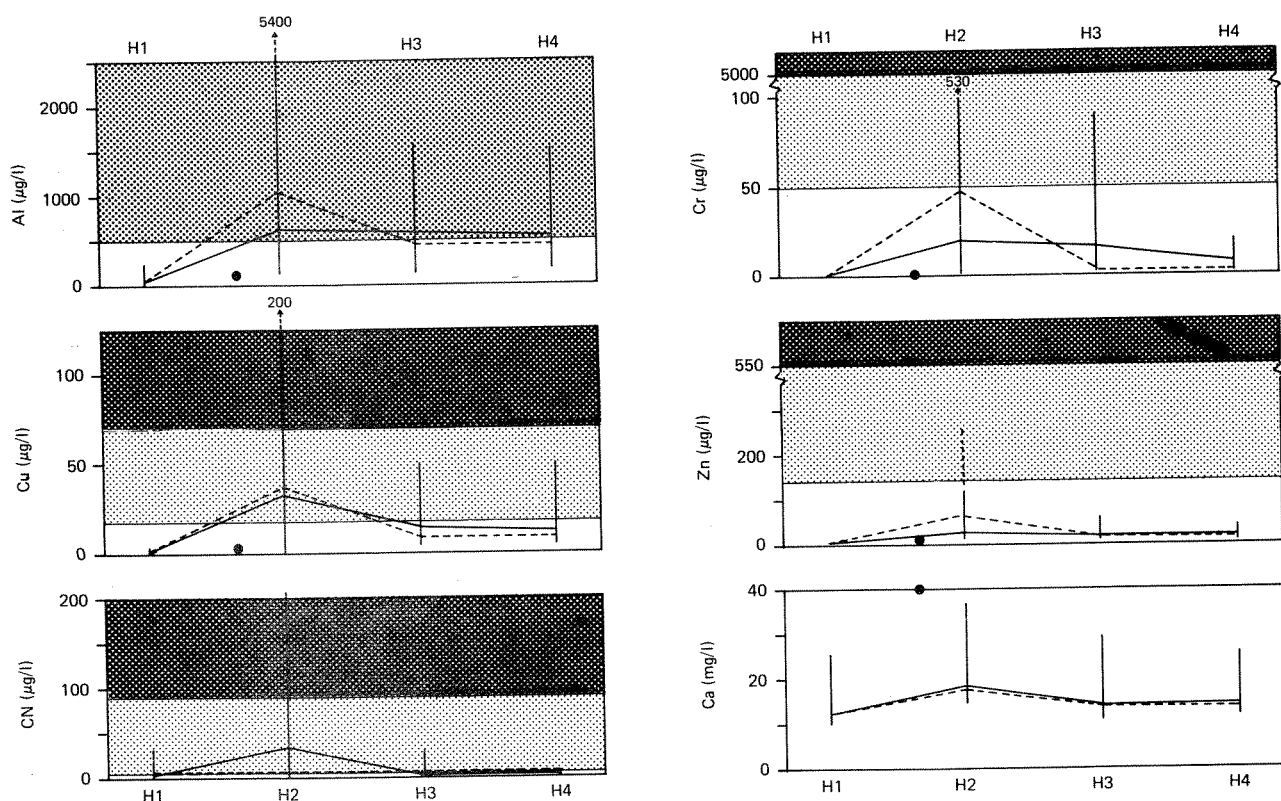 5400
H1 H3 H4
2000
1000
0
Al (µg/l)
200
100
50
0
Cu (µg/l)
200
100
0
CN (µg/l)
H1 H2 H3 H4
H1 H2 H3 H4
5000
530
100
50
0
Cr (µg/l)
550
200
0
Zn (µg/l)
40
20
0
Ca (mg/l)
H1 H2 H3 H4